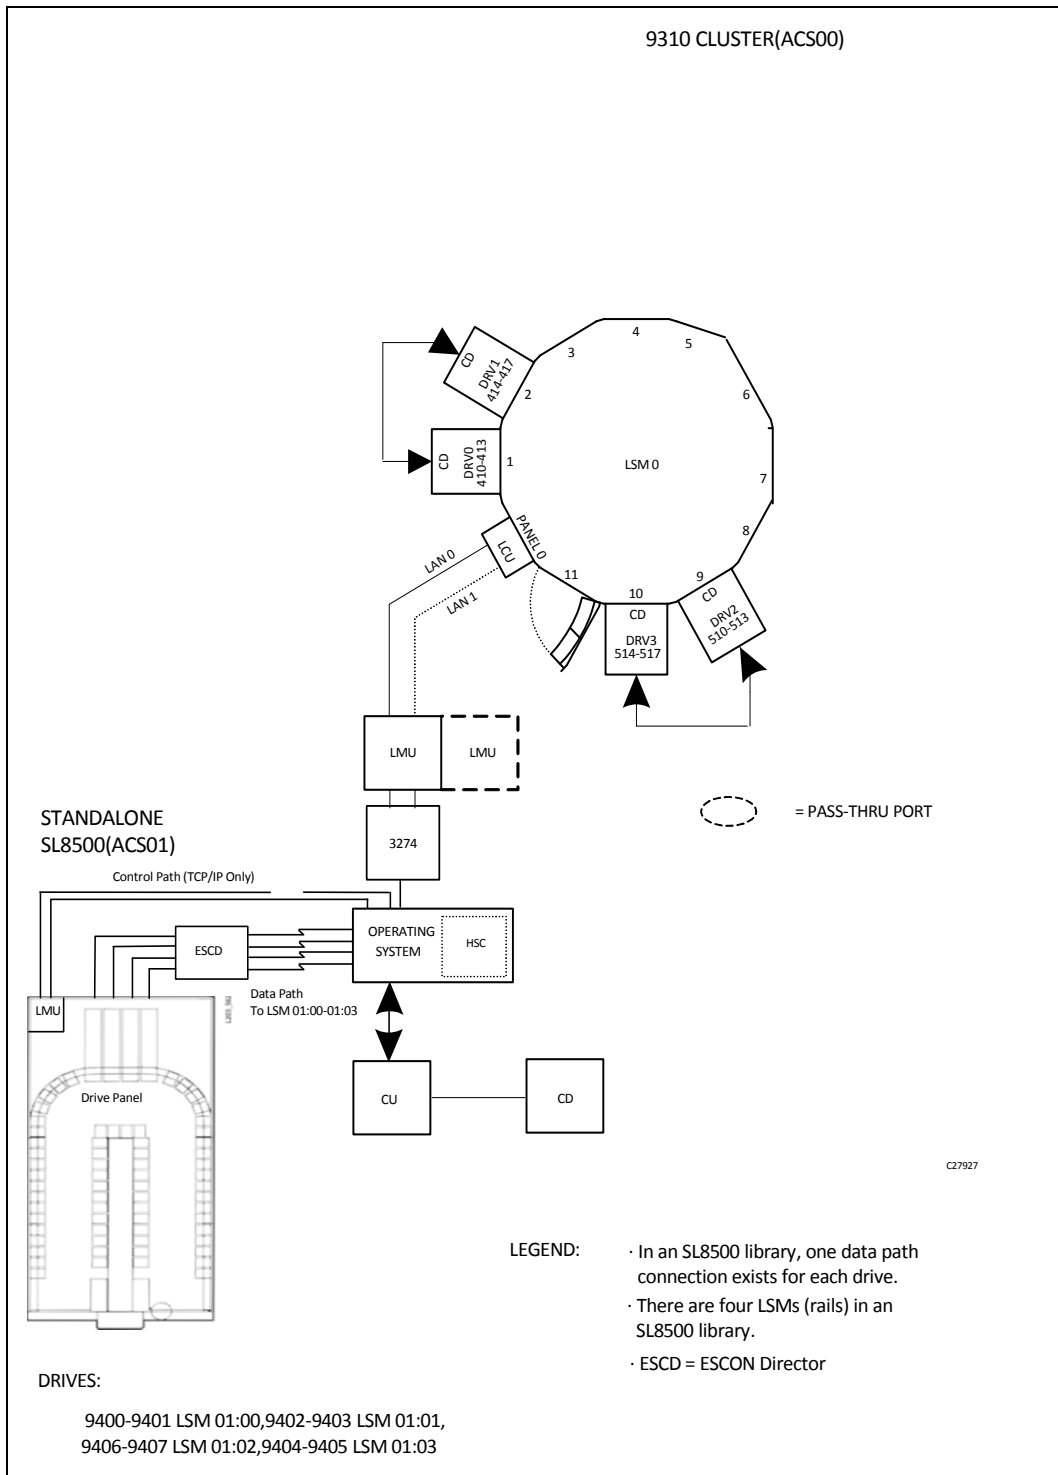 9310 CLUSTER(ACS00)
4
3
5
CD
DRV1
414-417
2
6
CD
DRV0
410-413
1
LSM 0
7
PANEL 0
8
LCU
LAN 0
11
9
LAN 1
10
CD
DRV3
514-517
CD
DRV2
510-513
LMU
LMU
STANDALONE
SL8500(ACS01)
= PASS-THRU PORT
3274
Control Path (TCP/IP Only)
ESCD
OPERATING
SYSTEM
HSC
Data Path
To LSM 01:00-01:03
LMU
Drive Panel
CU
CD
C27927
LEGEND:
· In an SL8500 library, one data path
connection exists for each drive.
· There are four LSMs (rails) in an
SL8500 library.
· ESCD = ESCON Director
DRIVES:
9400-9401 LSM 01:00,9402-9403 LSM 01:01,
9406-9407 LSM 01:02,9404-9405 LSM 01:03